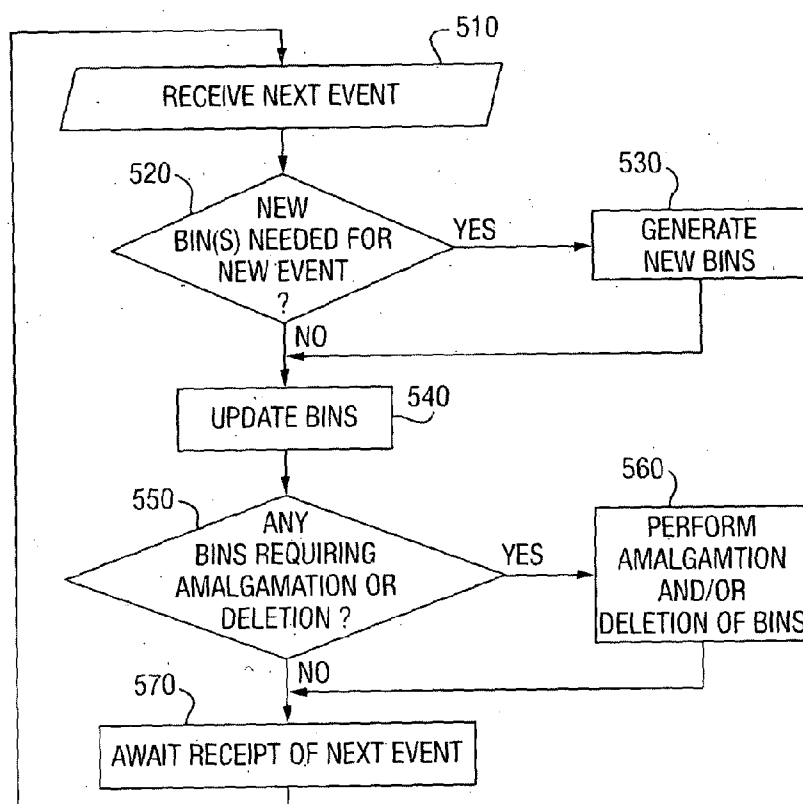 510
RECEIVE NEXT EVENT
520
NEW
BIN(S) NEEDED FOR
NEW EVENT
?
YES
530
GENERATE
NEW BINS
NO
UPDATE BINS
540
550
ANY
BINS REQUIRING
AMALGAMATION OR
DELETION ?
YES
560
PERFORM
AMALGAMTION
AND/OR
DELETION OF BINS
NO
570
AWAIT RECEIPT OF NEXT EVENT